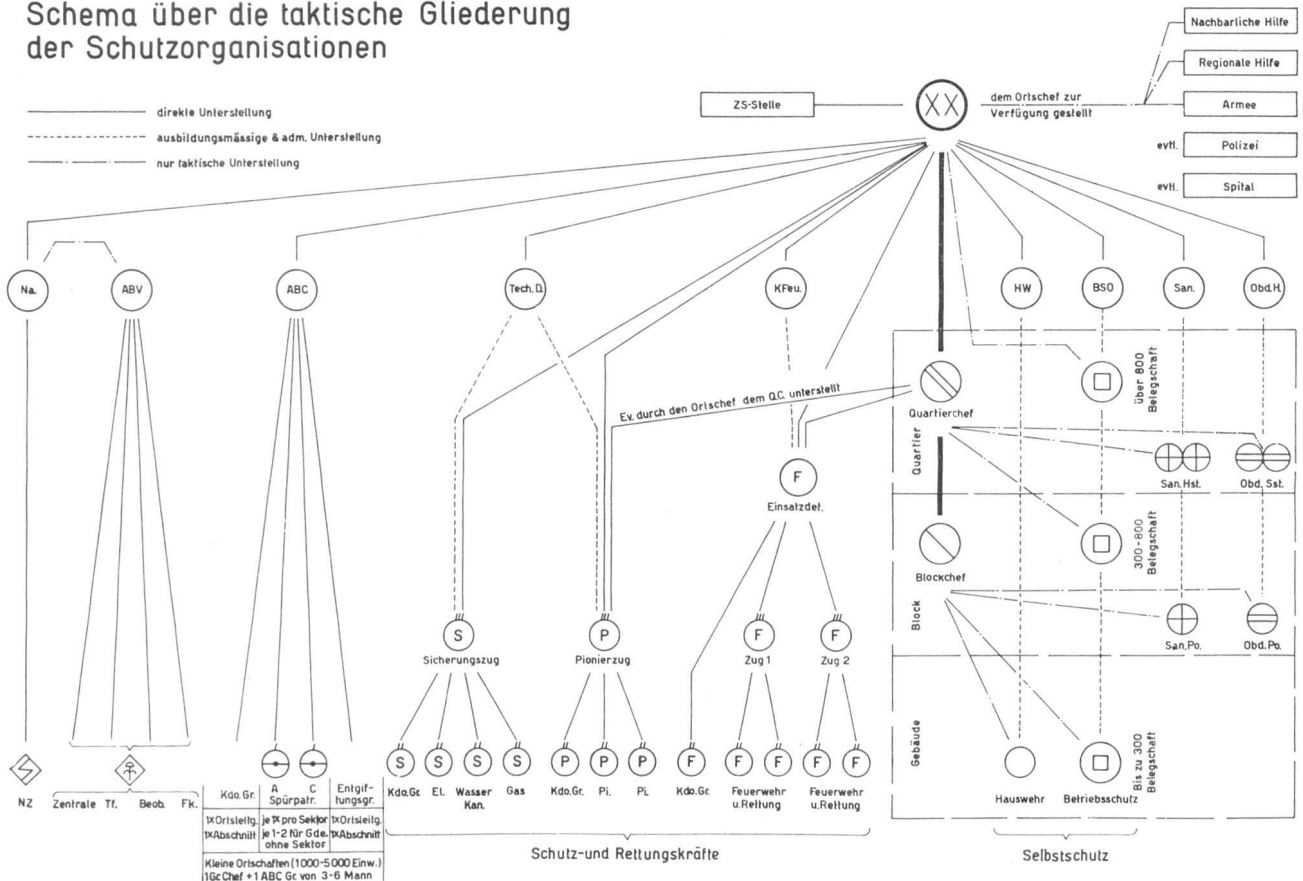 Schema über die taktische Gliederung
der Schutzorganisationen
direkte Unterstellung
ausbildungsmässige & adm. Unterstellung
nur taktische Unterstellung
ZS-Stelle
XX
dem Ortschef zur
Verfügung gestellt
Nachbarliche Hilfe
Regionale Hilfe
Armee
evtl. Polizei
evtl. Spital
Na.
ABV
ABC
Tech. D.
KFeu.
HW
BSO
San.
Obd.H.
Ev. durch den Ortschef dem Q.C. unterstellt
Quartierchef
über 800
Belegschaft
Quartier
San. Hst.
Obd. Sst.
F
Einsatzdet.
Blockchef
300-800
Belegschaft
Block
San. Po.
Obd. Po.
S
Sicherungszug
P
Pionierzug
F
Zug 1
F
Zug 2
Gebäude
Bis zu 300
Belegschaft
Hauswehr
Betriebsschutz
S S S S P P P F F F F F
NZ
Zentrale Tf. Beob. Fk.
Kdo. Gr.
A C
Spürpatr.
Entgif-
tungsgr.
1x Ortsleitg.
1x Abschnitt
je 1x pro Sektor
je 1-2 für Gde.
ohne Sektor
1x Ortsleitg.
1x Abschnitt
Kleine Ortschaften (1000-5000 Einw.)
1 Gr. Chef + 1 ABC Gr. von 3-6 Mann
Kdo. Gr. El. Wasser Gas
Kan.
Kdo. Gr. Pi. Pi.
Kdo. Gr. Feuerwehr
u. Rettung
Feuerwehr
u. Rettung
Schutz- und Rettungskräfte
Selbstschutz